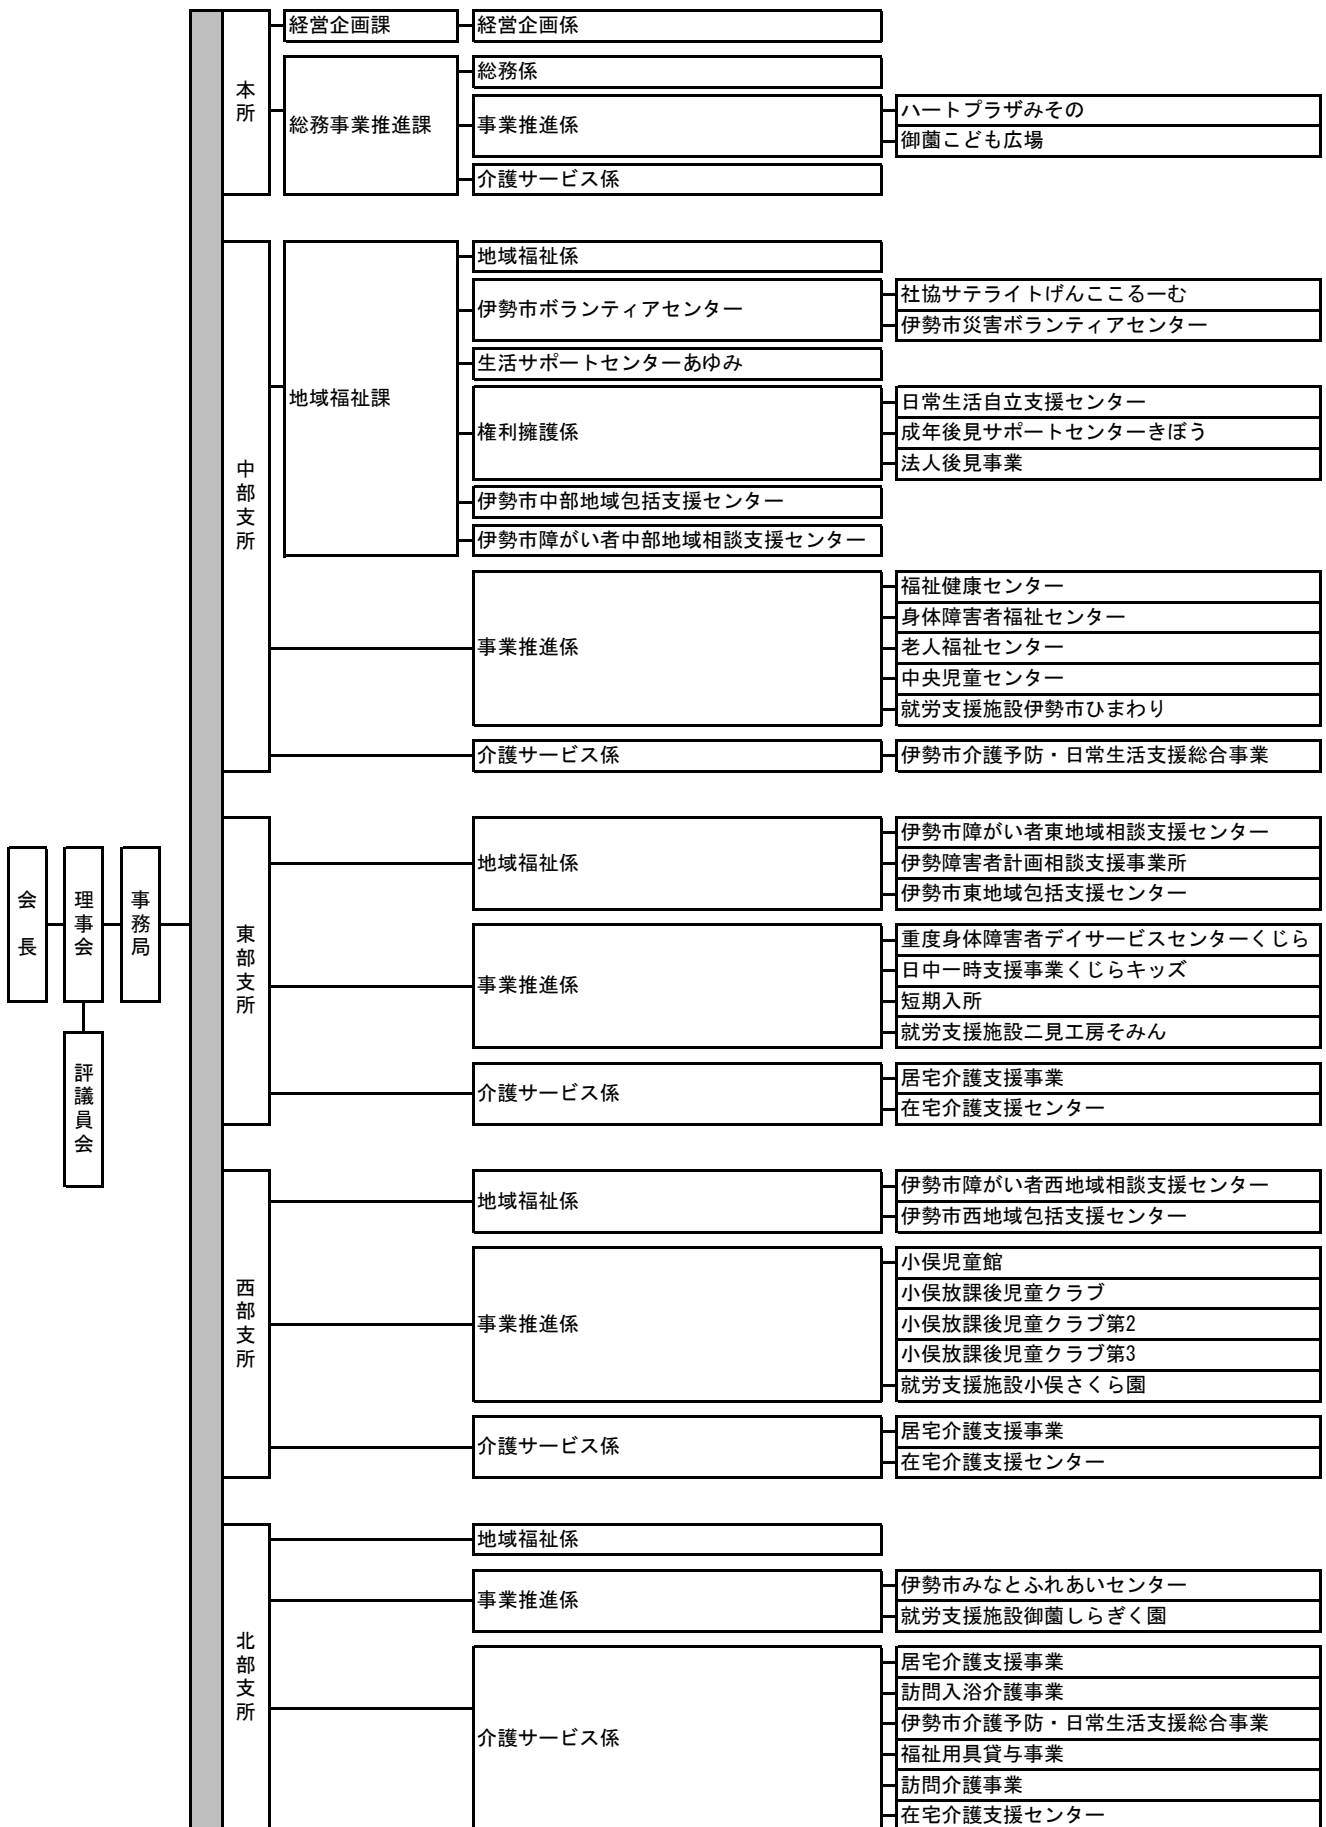 会長
理事会
事務局
評議員会
本所
経営企画課
経営企画係
総務事業推進課
総務係
事業推進係
ハートプラザみその
御薗こども広場
介護サービス係
中部支所
地域福祉課
地域福祉係
伊勢市ボランティアセンター
社協サテライトげんここるーむ
伊勢市災害ボランティアセンター
生活サポートセンターあゆみ
権利擁護係
日常生活自立支援センター
成年後見サポートセンターきぼう
法人後見事業
伊勢市中部地域包括支援センター
伊勢市障がい者中部地域相談支援センター
事業推進係
福祉健康センター
身体障害者福祉センター
老人福祉センター
中央児童センター
就労支援施設伊勢市ひまわり
介護サービス係
伊勢市介護予防・日常生活支援総合事業
東部支所
地域福祉係
伊勢市障がい者東地域相談支援センター
伊勢障害者計画相談支援事業所
伊勢市東地域包括支援センター
事業推進係
重度身体障害者デイサービスセンターくじら
日中一時支援事業くじらキッズ
短期入所
就労支援施設二見工房そみん
介護サービス係
居宅介護支援事業
在宅介護支援センター
西部支所
地域福祉係
伊勢市障がい者西地域相談支援センター
伊勢市西地域包括支援センター
事業推進係
小俣児童館
小俣放課後児童クラブ
小俣放課後児童クラブ第2
小俣放課後児童クラブ第3
就労支援施設小俣さくら園
介護サービス係
居宅介護支援事業
在宅介護支援センター
北部支所
地域福祉係
事業推進係
伊勢市みなとふれあいセンター
就労支援施設御薗しらぎく園
介護サービス係
居宅介護支援事業
訪問入浴介護事業
伊勢市介護予防・日常生活支援総合事業
福祉用具貸与事業
訪問介護事業
在宅介護支援センター